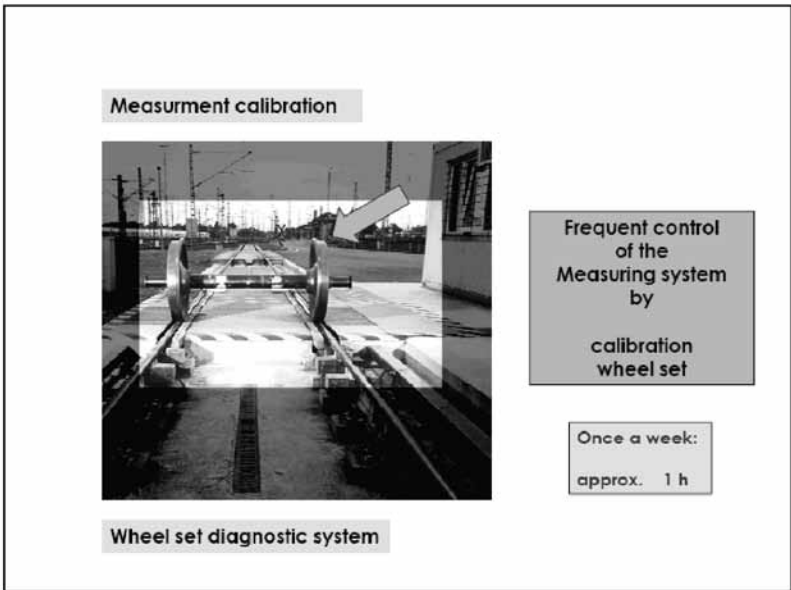 Measurment calibration
Frequent control
of the
Measuring system
by
calibration
wheel set
Once a week:
approx. 1 h
Wheel set diagnostic system